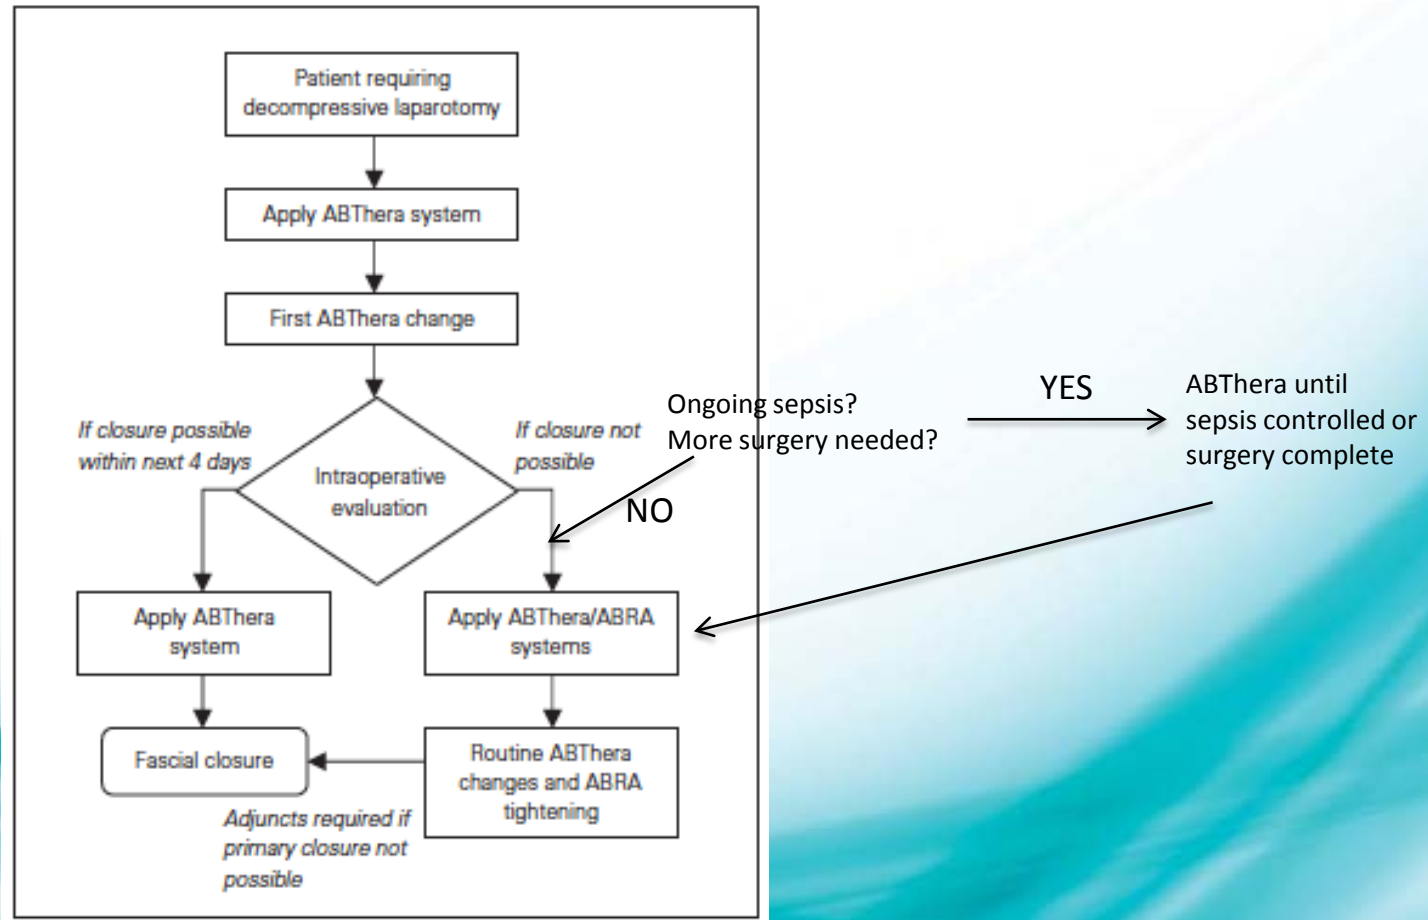 Patient requiring
decompressive laparotomy
Apply ABThera system
First ABThera change
If closure possible
within next 4 days
Intraoperative
evaluation
If closure not
possible
Ongoing sepsis?
More surgery needed?
YES
ABThera until
sepsis controlled or
surgery complete
NO
Apply ABThera
system
Apply ABThera/ABRA
systems
Fascial closure
Routine ABThera
changes and ABRA
tightening
Adjuncts required if
primary closure not
possible